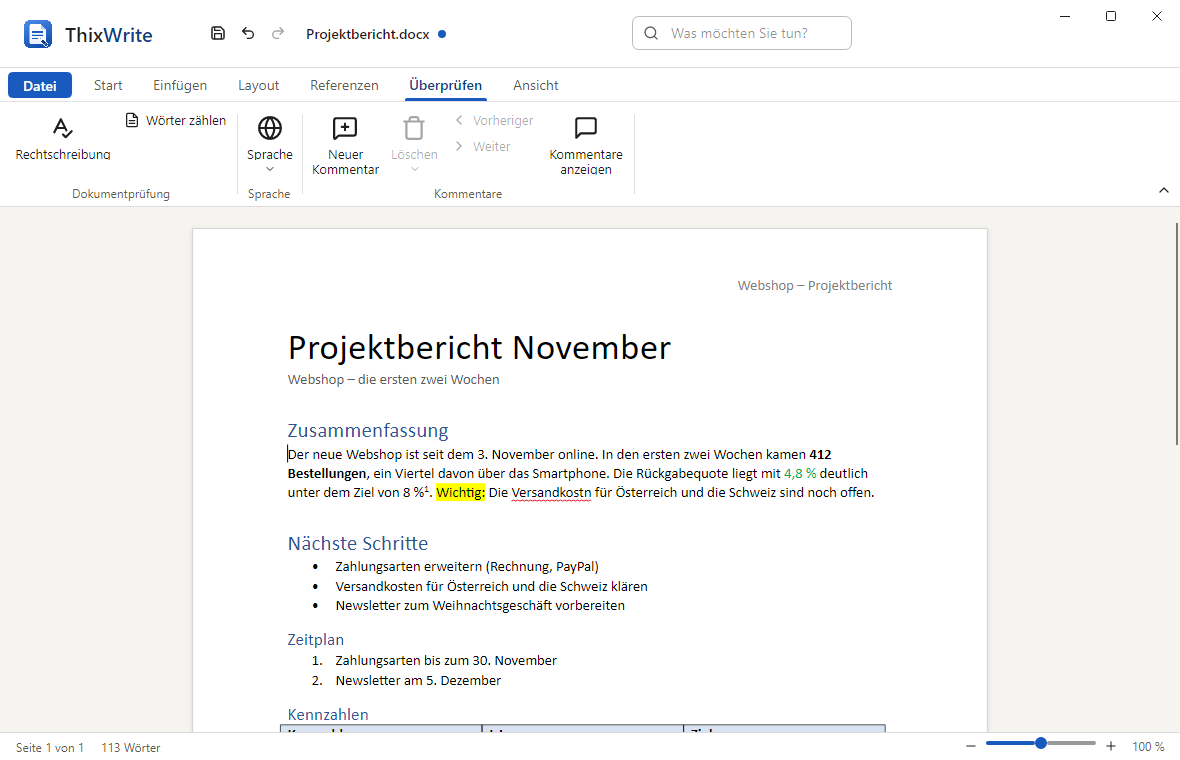 ThixWrite
Projektbericht.docx
Was möchten Sie tun?
Datei Start Einfügen Layout Referenzen Überprüfen Ansicht
Rechtschreibung
Wörter zählen
Dokumentprüfung
Sprache
Sprache
Neuer
Kommentar
Löschen
Vorheriger
Weiter
Kommentare
anzeigen
Kommentare
Webshop – Projektbericht
Projektbericht November
Webshop – die ersten zwei Wochen
Zusammenfassung
Der neue Webshop ist seit dem 3. November online. In den ersten zwei Wochen kamen 412
Bestellungen, ein Viertel davon über das Smartphone. Die Rückgabequote liegt mit 4,8 % deutlich
unter dem Ziel von 8 %¹. Wichtig: Die Versandkostn für Österreich und die Schweiz sind noch offen.
Nächste Schritte
• Zahlungsarten erweitern (Rechnung, PayPal)
• Versandkosten für Österreich und die Schweiz klären
• Newsletter zum Weihnachtsgeschäft vorbereiten
Zeitplan
1. Zahlungsarten bis zum 30. November
2. Newsletter am 5. Dezember
Kennzahlen
Seite 1 von 1 113 Wörter
100 %